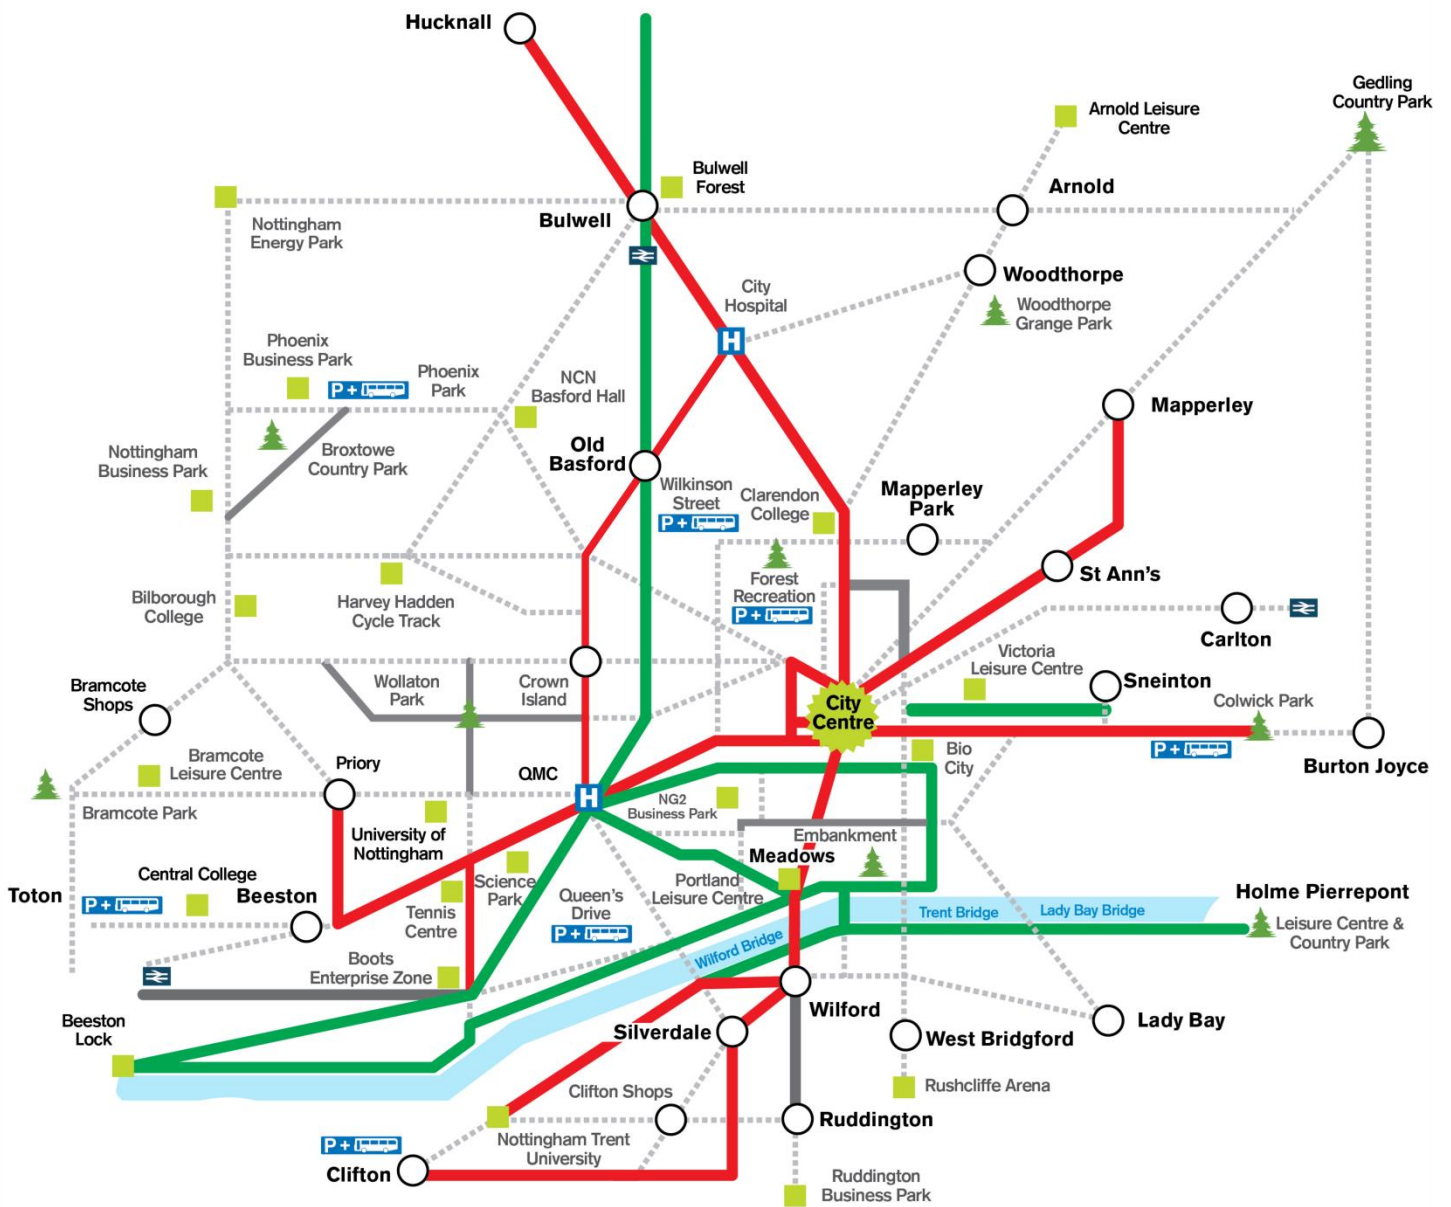 Hucknall
Gedling
Country Park
Arnold Leisure
Centre
Bulwell
Forest
Arnold
Bulwell
Nottingham
Energy Park
Woodthorpe
City
Hospital
Woodthorpe
Grange Park
H
Phoenix
Business Park
P +
Phoenix
Park
NCN
Basford Hall
Mapperley
Old
Basford
Broxtowe
Country Park
Nottingham
Business Park
Wilkinson
Street
P +
Clarendon
College
Mapperley
Park
Forest
Recreation
P +
St Ann's
Bilborough
College
Harvey Hadden
Cycle Track
Carlton
Victoria
Leisure Centre
Sneinton
Bramcote
Shops
Wollaton
Park
Crown
Island
City
Centre
Colwick Park
P +
Bramcote
Leisure Centre
Priory
QMC
H
Bio
City
Burton Joyce
Bramcote Park
NG2
Business Park
University of
Nottingham
Embankment
Meadows
Central College
Toton
P +
Beeston
Science
Park
Tennis
Centre
Queen's
Drive
P +
Portland
Leisure Centre
Holme Pierrepont
Trent Bridge
Lady Bay Bridge
Leisure Centre &
Country Park
Wilford Bridge
Boots
Enterprise Zone
Wilford
Beeston
Lock
Silverdale
West Bridgford
Lady Bay
Clifton Shops
Rushcliffe Arena
Ruddington
P +
Nottingham Trent
University
Clifton
Ruddington
Business Park